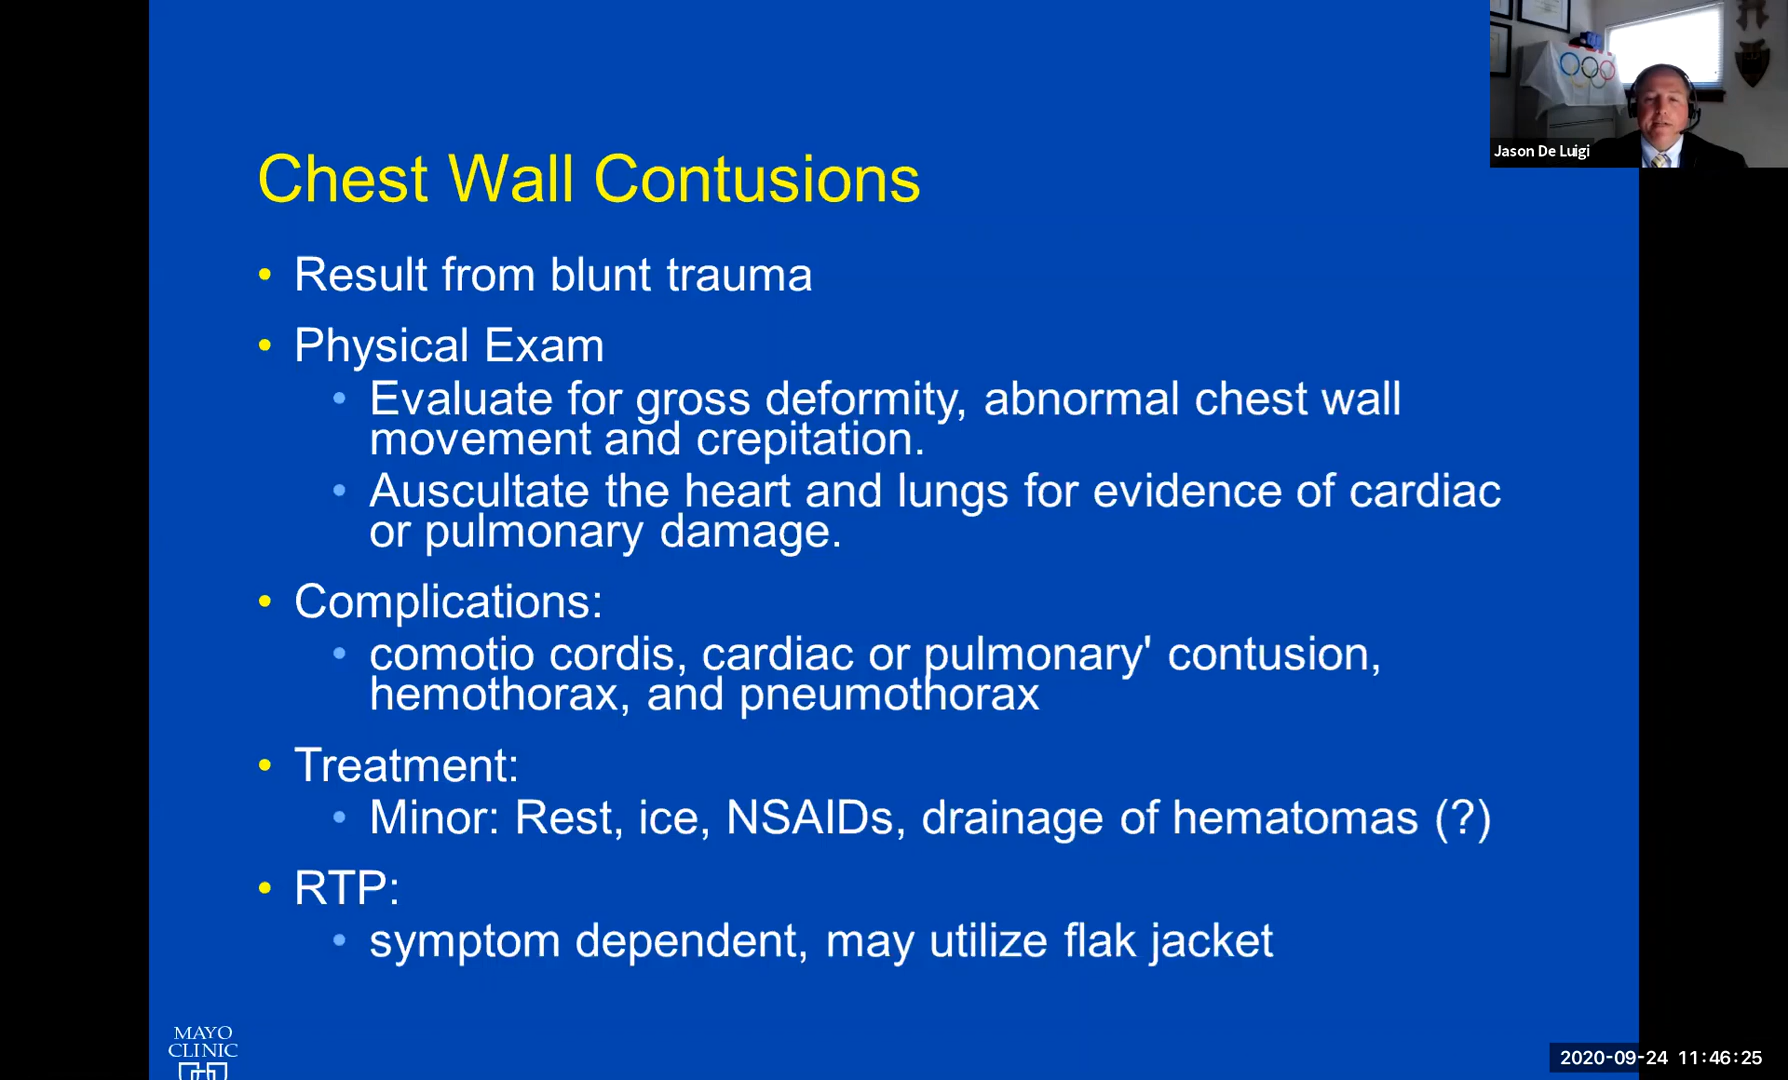 Jason De Luigi
Chest Wall Contusions
• Result from blunt trauma
• Physical Exam
• Evaluate for gross deformity, abnormal chest wall
movement and crepitation.
• Auscultate the heart and lungs for evidence of cardiac
or pulmonary damage.
• Complications:
• comotio cordis, cardiac or pulmonary' contusion,
hemothorax, and pneumothorax
• Treatment:
• Minor: Rest, ice, NSAIDs, drainage of hematomas (?)
• RTP:
• symptom dependent, may utilize flak jacket
MAYO
CLINIC
2020-09-24 11:46:25